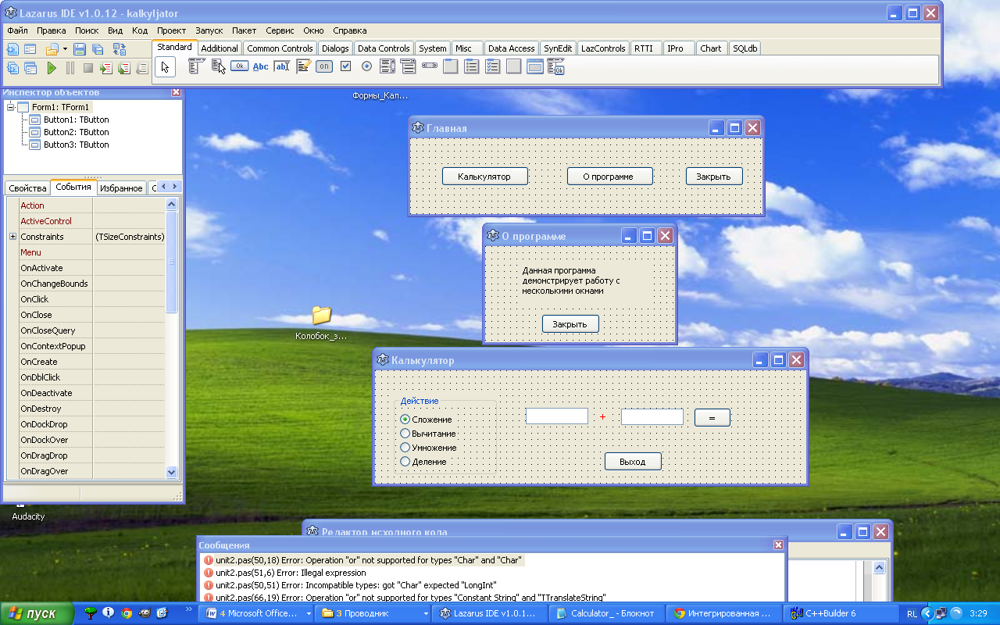 Lazarus IDE v1.0.12 - kalkyljator
Файл Правка Поиск Вид Код Проект Запуск Пакет Сервис Окно Справка
Standard Additional Common Controls Dialogs Data Controls System Misc Data Access SynEdit LazControls RTTI IPro Chart SQLdb
Ok Abc abI on Ok
Инспектор объектов
Form1: TForm1
Button1: TButton
Button2: TButton
Button3: TButton
Свойства События Избранное
Action
ActiveControl
Constraints (TSizeConstraints)
Menu
OnActivate
OnChangeBounds
OnClick
OnClose
OnCloseQuery
OnContextPopup
OnCreate
OnDblClick
OnDeactivate
OnDestroy
OnDockDrop
OnDockOver
OnDragDrop
OnDragOver
Формы_Кал...
Колобок_з...
Audacity
Главная
Калькулятор О программе Закрыть
О программе
Данная программа
демонстрирует работу с
несколькими окнами
Закрыть
Калькулятор
Действие
Сложение
Вычитание
Умножение
Деление
+ =
Выход
Редактор исходного кода
Сообщения
unit2.pas(50,18) Error: Operation "or" not supported for types "Char" and "Char"
unit2.pas(51,6) Error: Illegal expression
unit2.pas(50,51) Error: Incompatible types: got "Char" expected "LongInt"
unit2.pas(66,19) Error: Operation "or" not supported for types "Constant String" and "TTranslateString"
пуск 4 Microsoft Office... 3 Проводник Lazarus IDE v1.0.1... Calculator_ - Блокнот Интегрированная ... C++Builder 6 RL 3:29